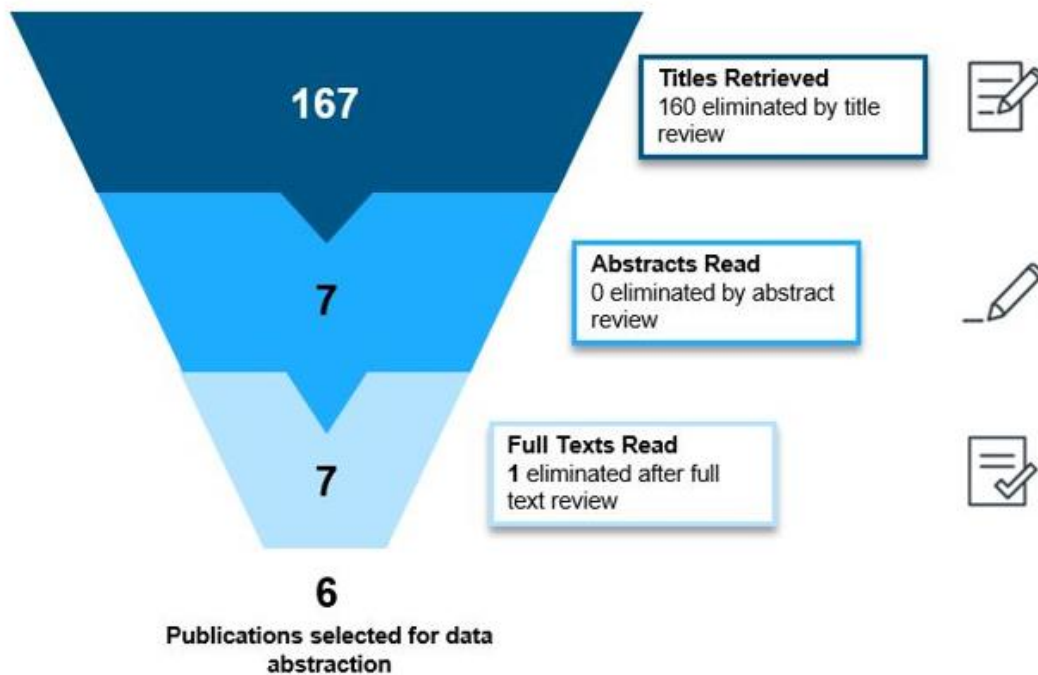 167
Titles Retrieved
160 eliminated by title
review
7
Abstracts Read
0 eliminated by abstract
review
7
Full Texts Read
1 eliminated after full
text review
6
Publications selected for data
abstraction